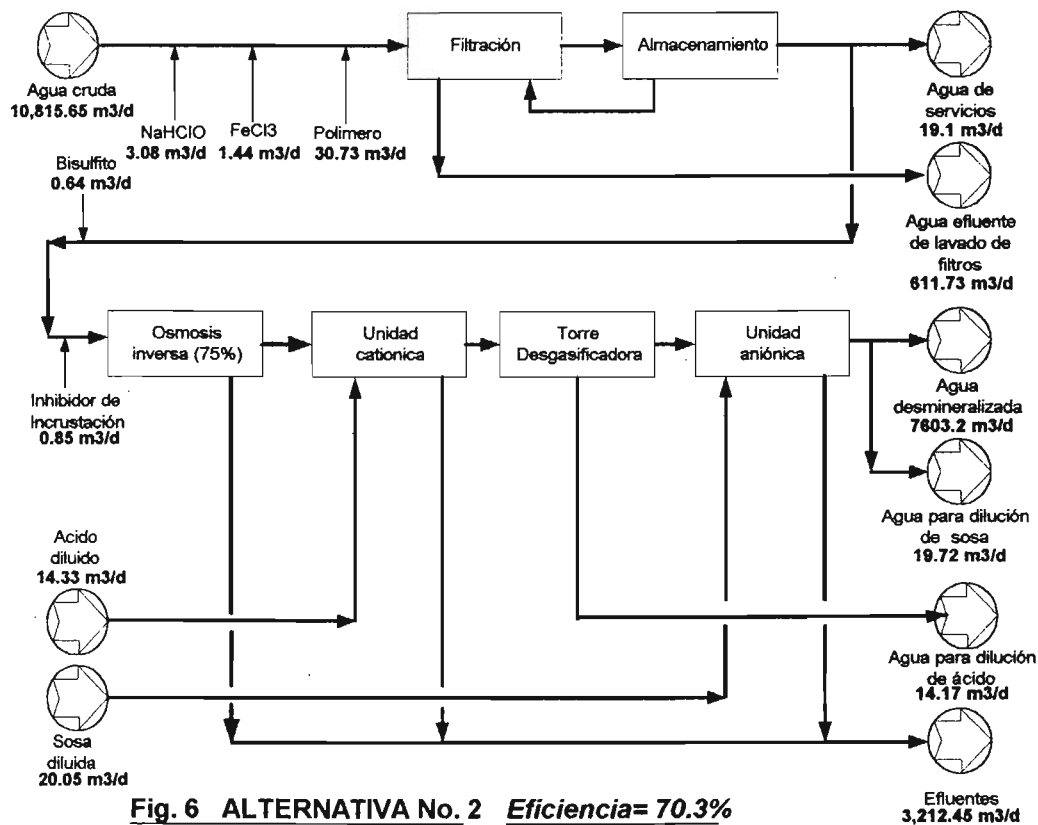 Agua cruda
10,815.65 m3/d
NaHClO
3.08 m3/d
FeCl3
1.44 m3/d
Polimero
30.73 m3/d
Filtración
Almacenamiento
Agua de
servicios
19.1 m3/d
Bisulfito
0.64 m3/d
Agua efluente
de lavado de
filtros
611.73 m3/d
Osmosis
inversa (75%)
Unidad
cationica
Torre
Desgasificadora
Unidad
aniónica
Inhibidor de
Incrustación
0.85 m3/d
Agua
desmineralizada
7603.2 m3/d
Agua para dilución
de sosa
19.72 m3/d
Acido
diluido
14.33 m3/d
Agua para dilución
de ácido
14.17 m3/d
Sosa
diluida
20.05 m3/d
Efluentes
3,212.45 m3/d
Fig. 6 ALTERNATIVA No. 2 Eficiencia= 70.3%